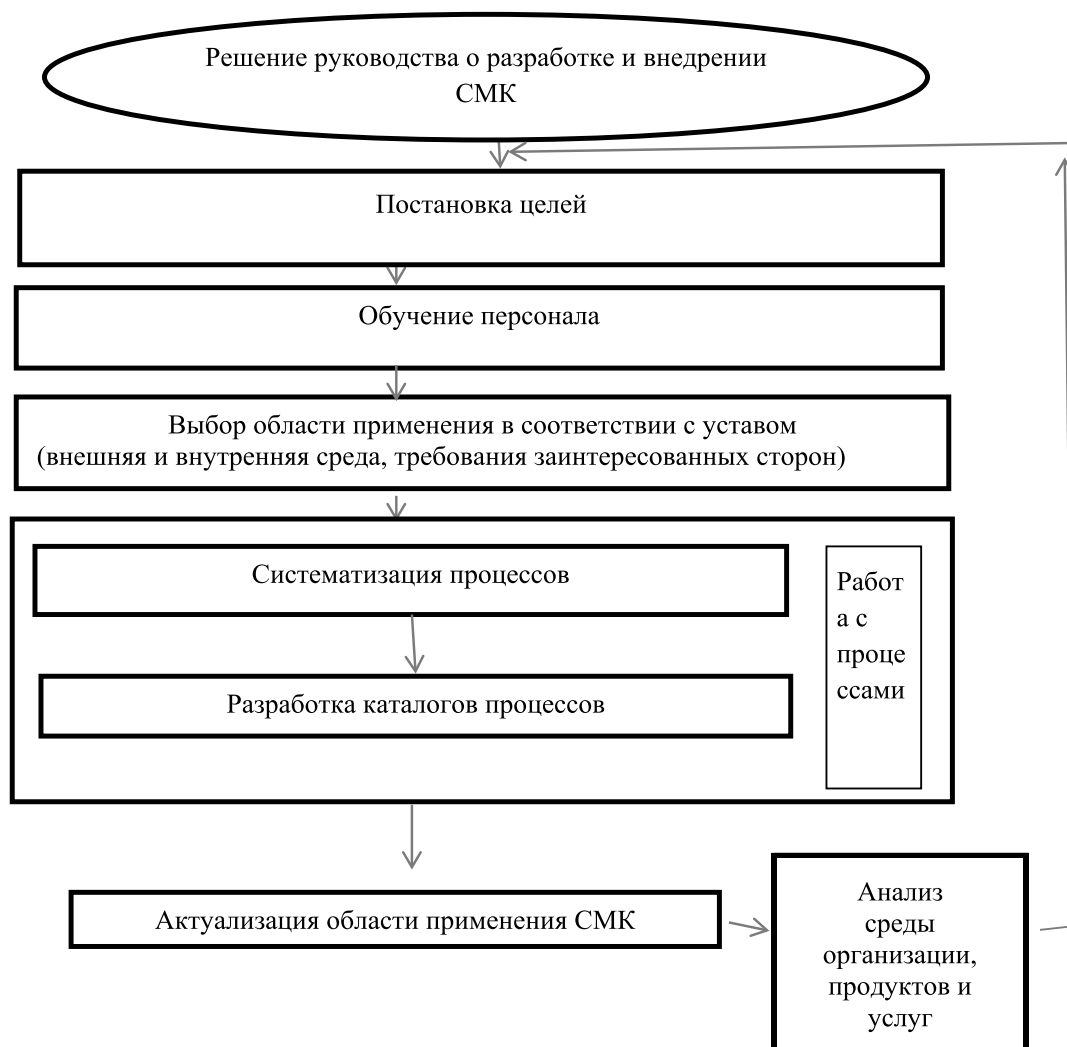 Решение руководства о разработке и внедрении
СМК
Постановка целей
Обучение персонала
Выбор области применения в соответствии с уставом
(внешняя и внутренняя среда, требования заинтересованных сторон)
Систематизация процессов
Работ
а с
проце
ссами
Разработка каталогов процессов
Актуализация области применения СМК
Анализ
среды
организации,
продуктов и
услуг